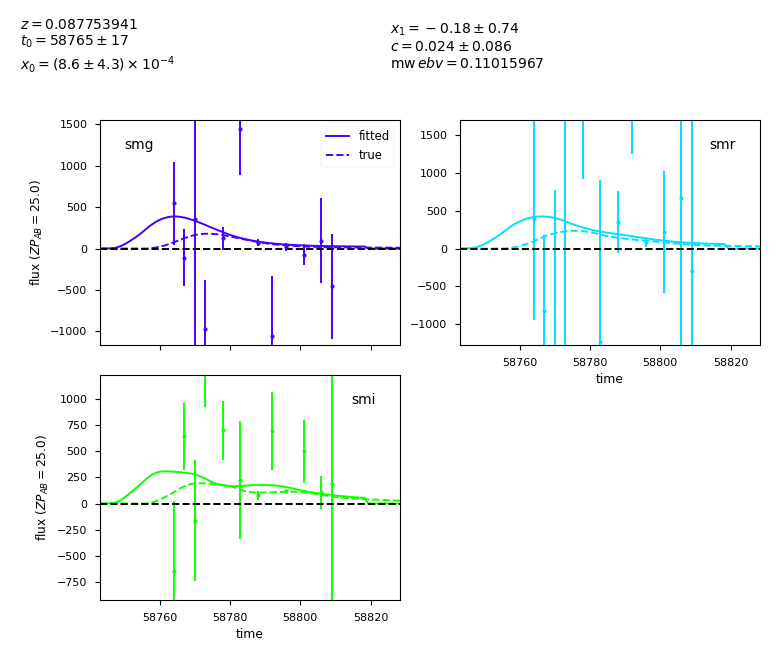 z = 0.087753941
t₀ = 58765 ± 17
x₀ = (8.6 ± 4.3) × 10⁻⁴
x₁ = −0.18 ± 0.74
c = 0.024 ± 0.086
mw ebv = 0.11015967
smg
fitted
true
1500
1000
500
0
−500
−1000
flux (ZP_AB = 25.0)
smr
1500
1000
500
0
−500
−1000
58760 58780 58800 58820
time
smi
1000
750
500
250
0
−250
−500
−750
flux (ZP_AB = 25.0)
58760 58780 58800 58820
time